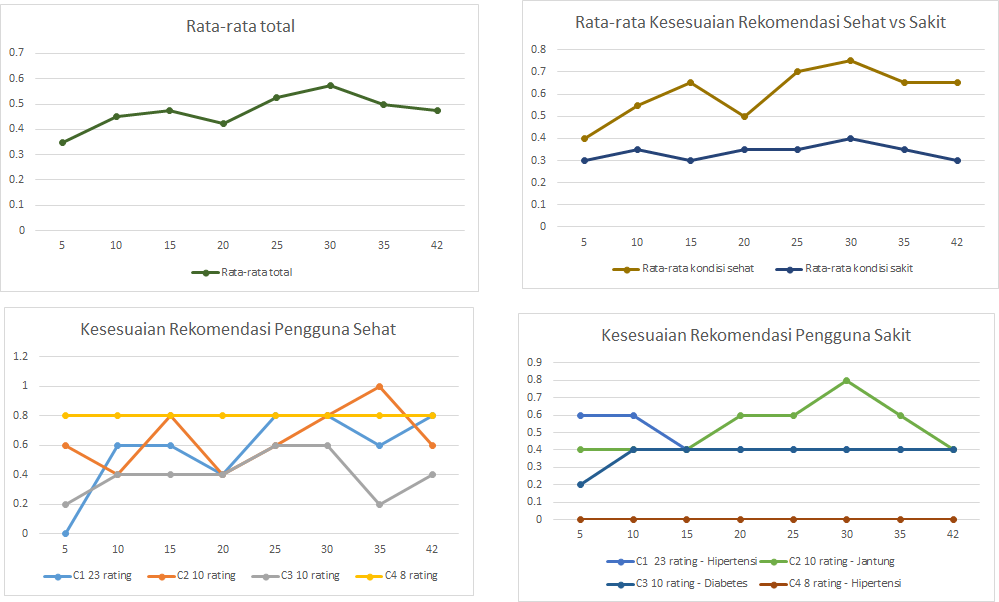 Rata-rata total
0.7
0.6
0.5
0.4
0.3
0.2
0.1
0
5 10 15 20 25 30 35 42
Rata-rata total
Rata-rata Kesesuaian Rekomendasi Sehat vs Sakit
0.8
0.7
0.6
0.5
0.4
0.3
0.2
0.1
0
5 10 15 20 25 30 35 42
Rata-rata kondisi sehat Rata-rata kondisi sakit
Kesesuaian Rekomendasi Pengguna Sehat
1.2
1
0.8
0.6
0.4
0.2
0
5 10 15 20 25 30 35 42
C1 23 rating C2 10 rating C3 10 rating C4 8 rating
Kesesuaian Rekomendasi Pengguna Sakit
0.9
0.8
0.7
0.6
0.5
0.4
0.3
0.2
0.1
0
5 10 15 20 25 30 35 42
C1 23 rating - Hipertensi C2 10 rating - Jantung
C3 10 rating - Diabetes C4 8 rating - Hipertensi